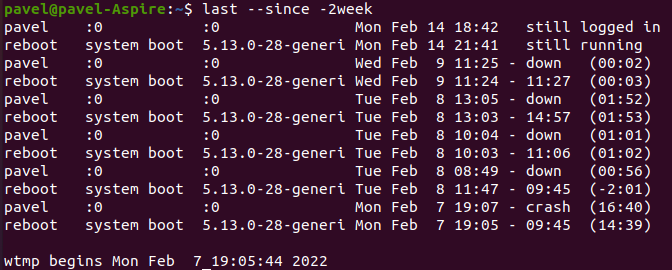 pavel@pavel-Aspire:~$ last --since -2week
pavel    :0           :0               Mon Feb 14 18:42   still logged in
reboot   system boot  5.13.0-28-generi Mon Feb 14 21:41   still running
pavel    :0           :0               Wed Feb  9 11:25 - down   (00:02)
reboot   system boot  5.13.0-28-generi Wed Feb  9 11:24 - 11:27  (00:03)
pavel    :0           :0               Tue Feb  8 13:05 - down   (01:52)
reboot   system boot  5.13.0-28-generi Tue Feb  8 13:03 - 14:57  (01:53)
pavel    :0           :0               Tue Feb  8 10:04 - down   (01:01)
reboot   system boot  5.13.0-28-generi Tue Feb  8 10:03 - 11:06  (01:02)
pavel    :0           :0               Tue Feb  8 08:49 - down   (00:56)
reboot   system boot  5.13.0-28-generi Tue Feb  8 11:47 - 09:45  (-2:01)
pavel    :0           :0               Mon Feb  7 19:07 - crash  (16:40)
reboot   system boot  5.13.0-28-generi Mon Feb  7 19:05 - 09:45  (14:39)
wtmp begins Mon Feb  7 19:05:44 2022